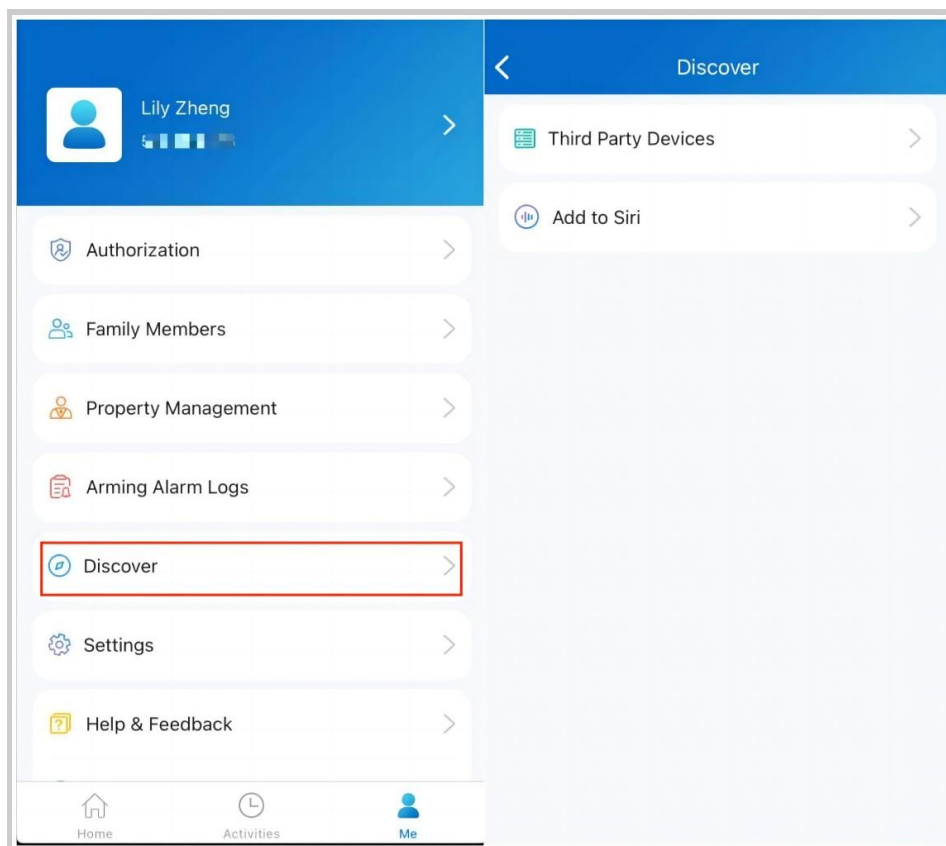 Lily Zheng
Authorization
Family Members
Property Management
Arming Alarm Logs
Discover
Settings
Help & Feedback
Home
Activities
Me
Discover
Third Party Devices
Add to Siri